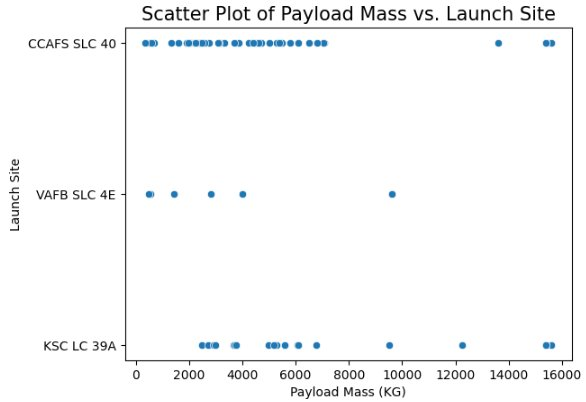 Scatter Plot of Payload Mass vs. Launch Site
CCAFS SLC 40
VAFB SLC 4E
KSC LC 39A
Launch Site
0 2000 4000 6000 8000 10000 12000 14000 16000
Payload Mass (KG)